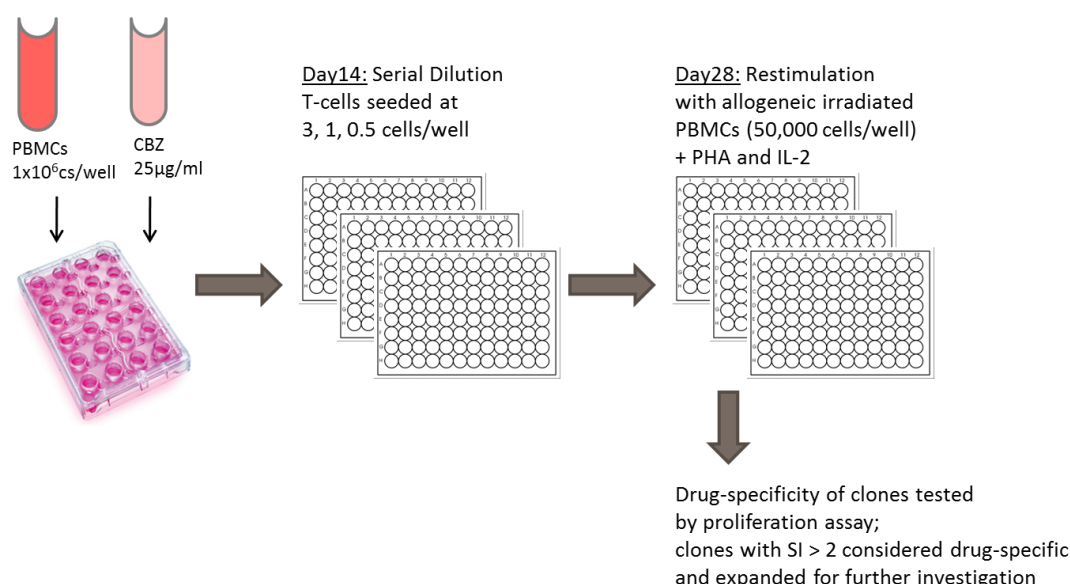 PBMCs
1x10⁶cs/well
CBZ
25µg/ml
Day14: Serial Dilution
T-cells seeded at
3, 1, 0.5 cells/well
Day28: Restimulation
with allogeneic irradiated
PBMCs (50,000 cells/well)
+ PHA and IL-2
Drug-specificity of clones tested
by proliferation assay;
clones with SI > 2 considered drug-specific
and expanded for further investigation